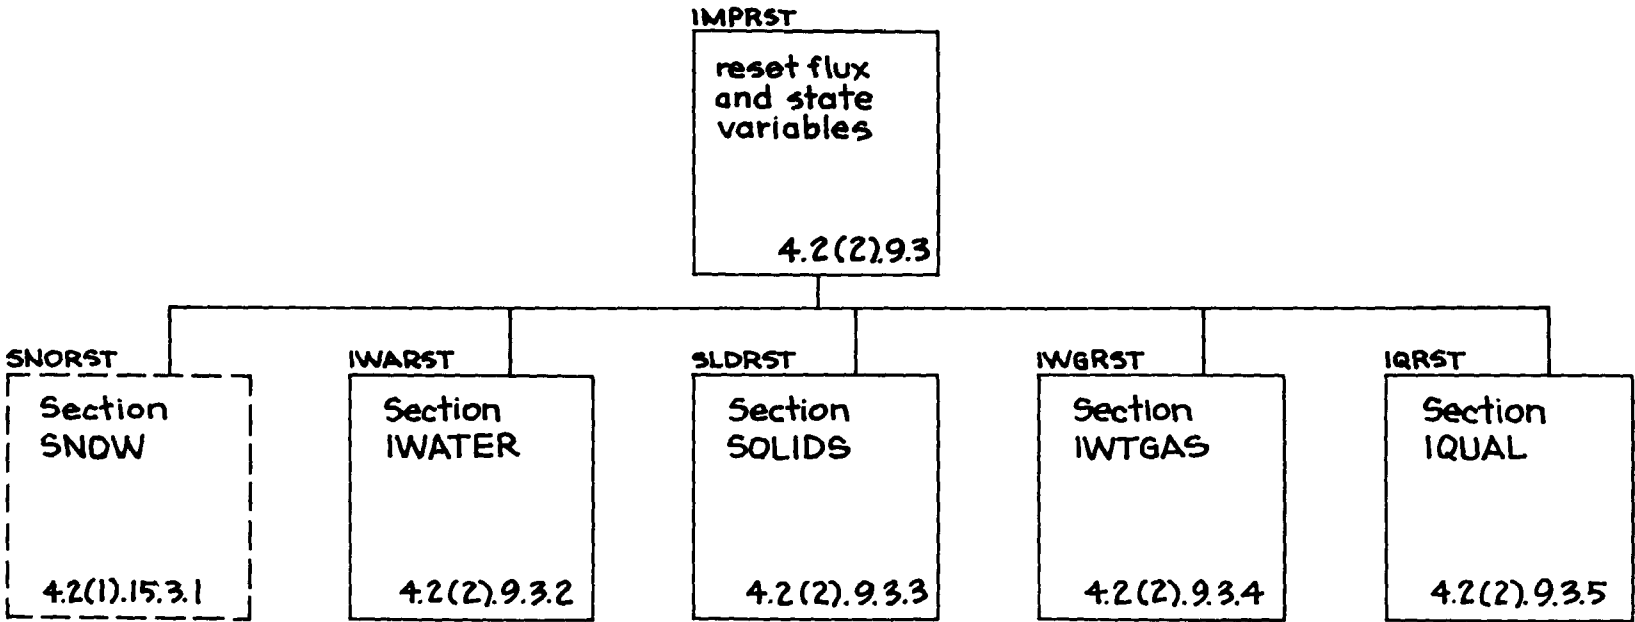 IMPRST
reset flux
and state
variables
4.2(2).9.3
SNORST
Section
SNOW
4.2(1).15.3.1
IWARST
Section
IWATER
4.2(2).9.3.2
SLDRST
Section
SOLIDS
4.2(2).9.3.3
IWGRST
Section
IWTGAS
4.2(2).9.3.4
IQRST
Section
IQUAL
4.2(2).9.3.5